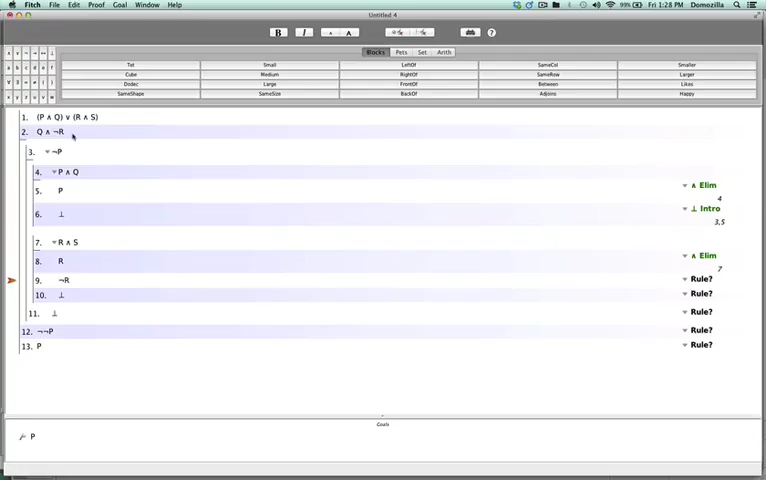 Fitch File Edit Proof Goal Window Help 99% Fri 1:28 PM Domozilla
Untitled 4
B I A A ?
Blocks Pets Set Arith
Tet Small LeftOf SameCol Smaller
Cube Medium RightOf SameRow Larger
Dodec Large FrontOf Between Likes
SameShape SameSize BackOf Adjoins Happy
1. (P ∧ Q) ∨ (R ∧ S)
2. Q ∧ ¬R
3. ¬P
4. P ∧ Q
5. P ∧ Elim
4
6. ⊥ ⊥ Intro
3,5
7. R ∧ S
8. R ∧ Elim
7
9. ¬R Rule?
10. ⊥ Rule?
11. ⊥ Rule?
12. ¬¬P Rule?
13. P Rule?
Goals
P